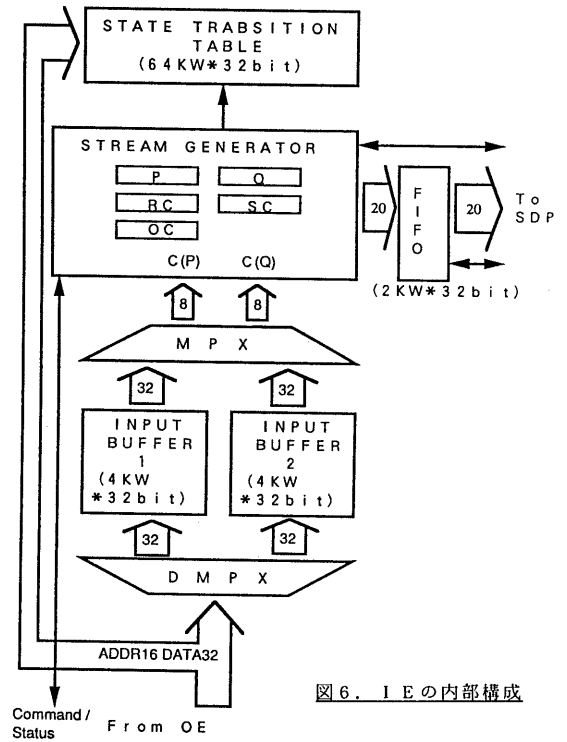 STATE TRABSITION
TABLE
(64KW*32bit)
STREAM GENERATOR
P
Q
RC
SC
OC
C(P)
C(Q)
20
FIFO
20
To
SDP
(2KW*32bit)
8
8
MPX
32
32
INPUT
BUFFER
1
(4KW
*32bit)
INPUT
BUFFER
2
(4KW
*32bit)
32
32
DMPX
ADDR16 DATA32
Command /
Status
From OE
図6. IEの内部構成